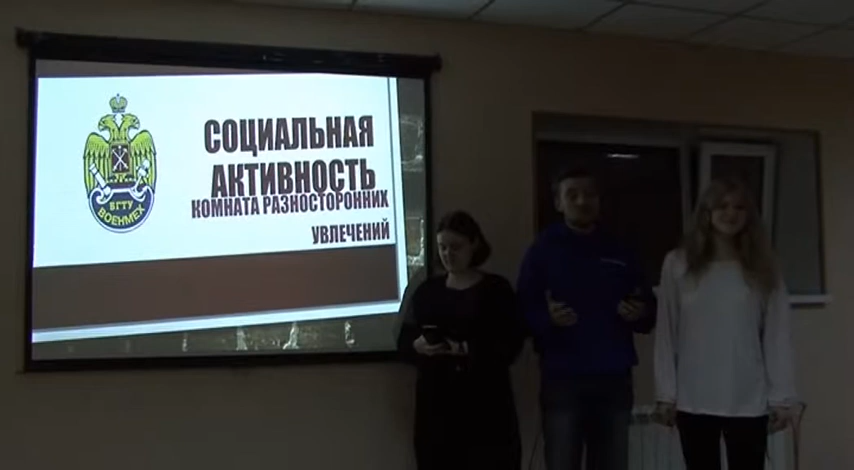 СОЦИАЛЬНАЯ
АКТИВНОСТЬ
КОМНАТА РАЗНОСТОРОННИХ
УВЛЕЧЕНИЙ
БГТУ
ВОЕНМЕХ